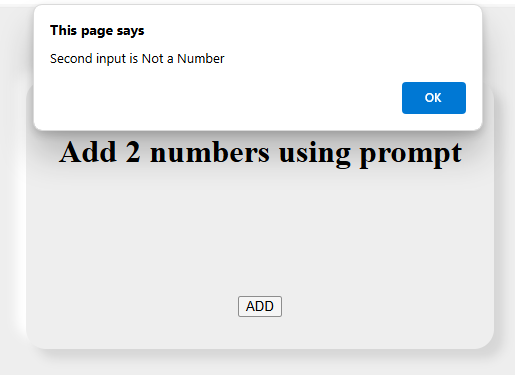 This page says
Second input is Not a Number
OK
Add 2 numbers using prompt
ADD